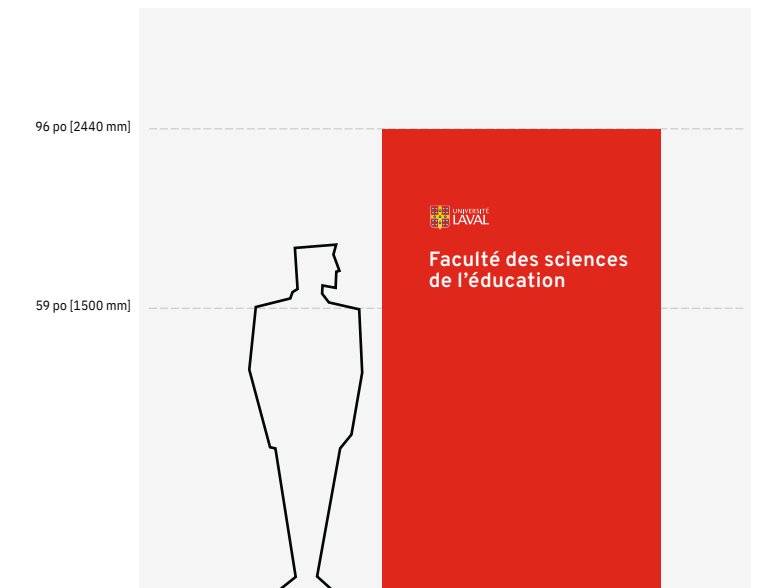 96 po [2440 mm]
UNIVERSITÉ
LAVAL
Faculté des sciences
de l'éducation
59 po [1500 mm]